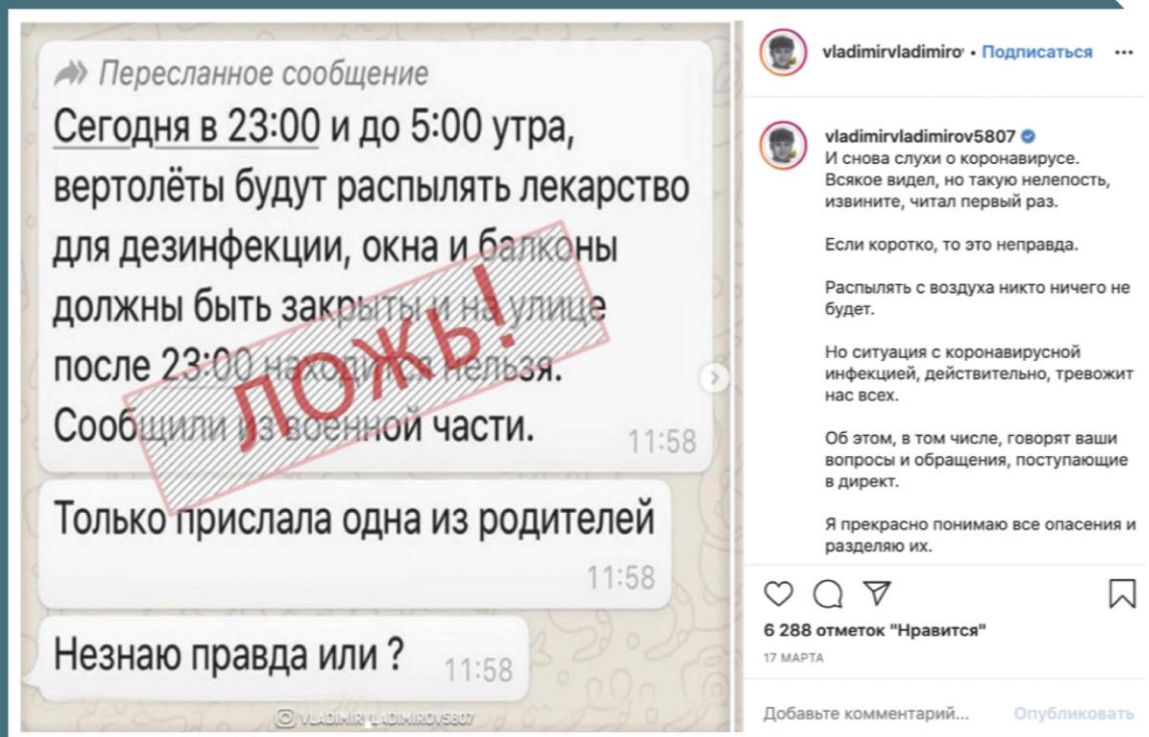 Пересланное сообщение
Сегодня в 23:00 и до 5:00 утра,
вертолёты будут распылять лекарство
для дезинфекции, окна и балконы
должны быть закрыты и на улице
после 23:00 находится нельзя.
Сообщили из военной части.
11:58
ЛОЖЬ!
Только прислала одна из родителей
11:58
Незнаю правда или ?
11:58
VLADIMIRVLADIMIROV5807
vladimirvladimiro • Подписаться
vladimirvladimirov5807
И снова слухи о коронавирусе.
Всякое видел, но такую нелепость,
извините, читал первый раз.
Если коротко, то это неправда.
Распылять с воздуха никто ничего не
будет.
Но ситуация с коронавирусной
инфекцией, действительно, тревожит
нас всех.
Об этом, в том числе, говорят ваши
вопросы и обращения, поступающие
в директ.
Я прекрасно понимаю все опасения и
разделяю их.
6 288 отметок "Нравится"
17 МАРТА
Добавьте комментарий...
Опубликовать